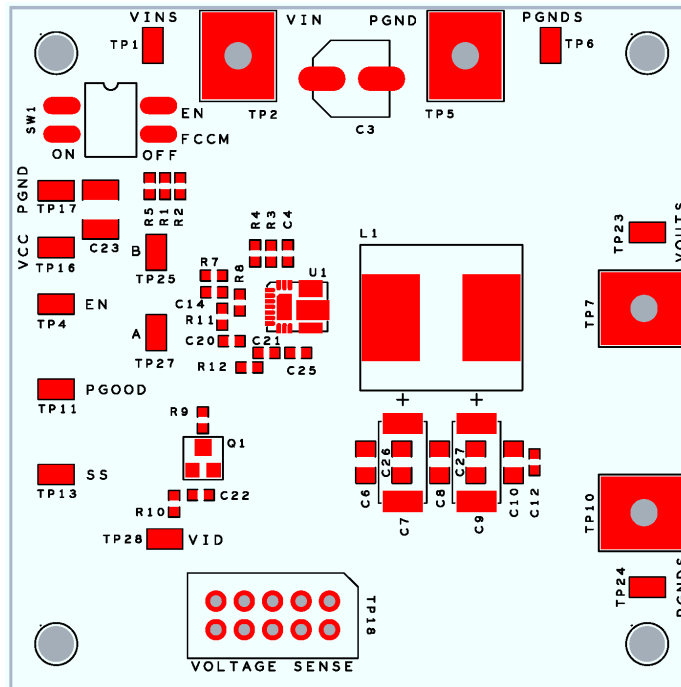 VINS
VIN
PGND
PGNDS
TP1
TP2
C3
TP5
TP6
SW1
EN
FCCM
ON
OFF
PGND
TP17
C23
R5
R1
R2
VCC
TP16
B
TP25
R4
R3
C4
L1
TP23
VOUTS
EN
TP4
R7
R8
U1
C14
R11
TP7
A
TP27
C20
C21
C25
R12
TP11
PGOOD
R9
Q1
+
+
C6
C26
C7
C8
C27
C9
C10
C12
TP13
SS
C22
R10
TP10
TP28
VID
TP24
PGNDS
TP18
VOLTAGE SENSE